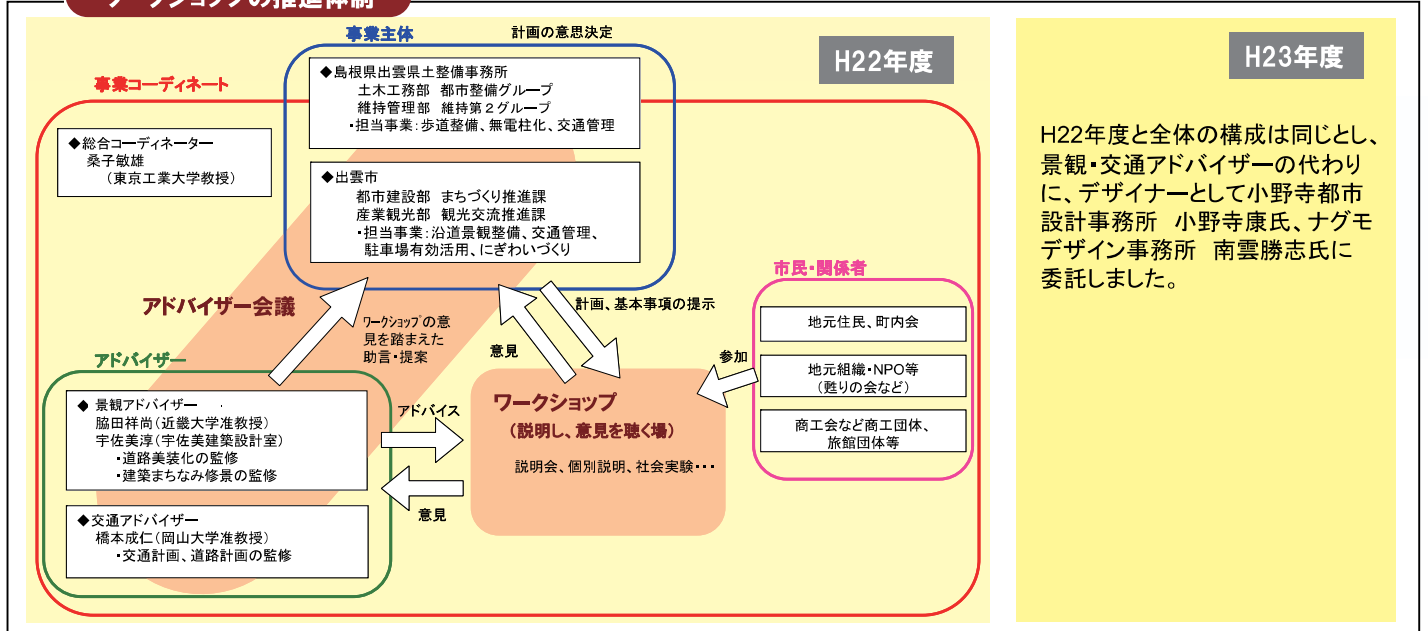 ワークショップの推進体制
事業主体
計画の意思決定
H22年度
事業コーディネート
◆島根県出雲県土整備事務所
土木工務部 都市整備グループ
維持管理部 維持第2グループ
・担当事業:歩道整備、無電柱化、交通管理
◆総合コーディネーター
桑子敏雄
(東京工業大学教授)
◆出雲市
都市建設部 まちづくり推進課
産業観光部 観光交流推進課
・担当事業:沿道景観整備、交通管理、
駐車場有効活用、にぎわいづくり
アドバイザー会議
ワークショップの意
見を踏まえた
助言・提案
計画、基本事項の提示
意見
市民・関係者
地元住民、町内会
地元組織・NPO等
(甦りの会など)
商工会など商工団体、
旅館団体等
参加
アドバイザー
◆ 景観アドバイザー
脇田祥尚(近畿大学准教授)
宇佐美淳(宇佐美建築設計室)
・道路美装化の監修
・建築まちなみ修景の監修
◆交通アドバイザー
橋本成仁(岡山大学准教授)
・交通計画、道路計画の監修
アドバイス
意見
ワークショップ
(説明し、意見を聴く場)
説明会、個別説明、社会実験・・・
H23年度
H22年度と全体の構成は同じとし、
景観・交通アドバイザーの代わり
に、デザイナーとして小野寺都市
設計事務所 小野寺康氏、ナグモ
デザイン事務所 南雲勝志氏に
委託しました。